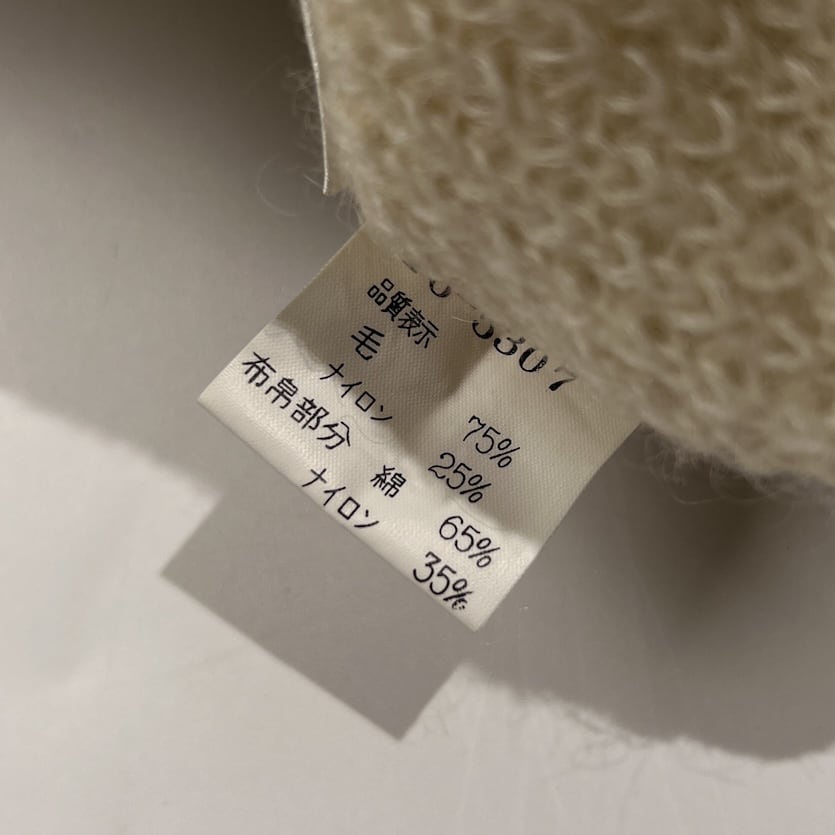 5307
品質表示
毛 75%
ナイロン 25%
布帛部分 綿 65%
ナイロン 35%